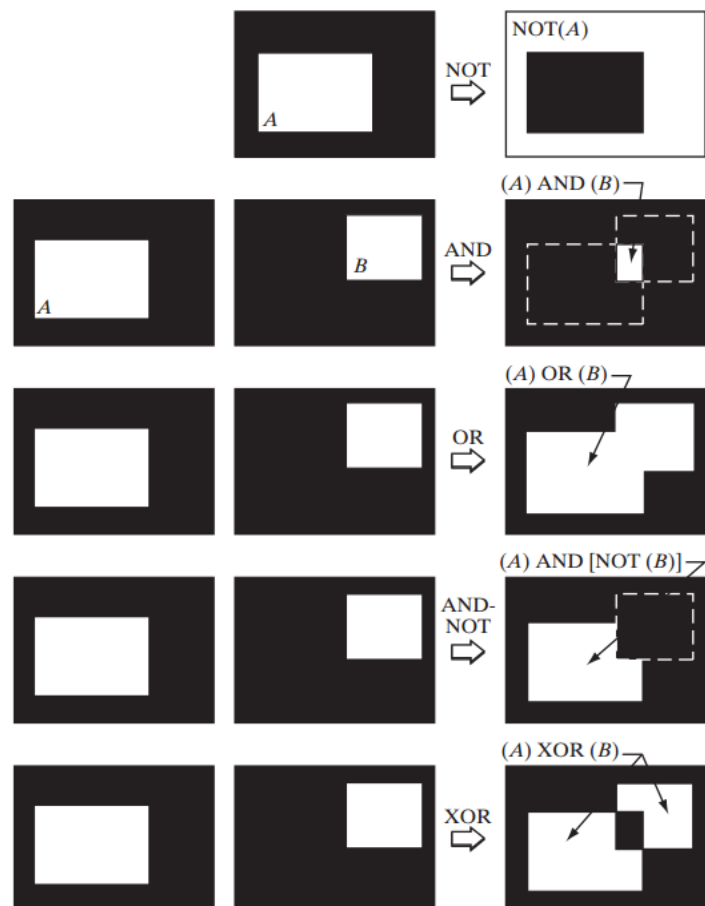 NOT(A)
NOT
A
(A) AND (B)
AND
B
A
(A) OR (B)
OR
(A) AND [NOT (B)]
AND-
NOT
(A) XOR (B)
XOR